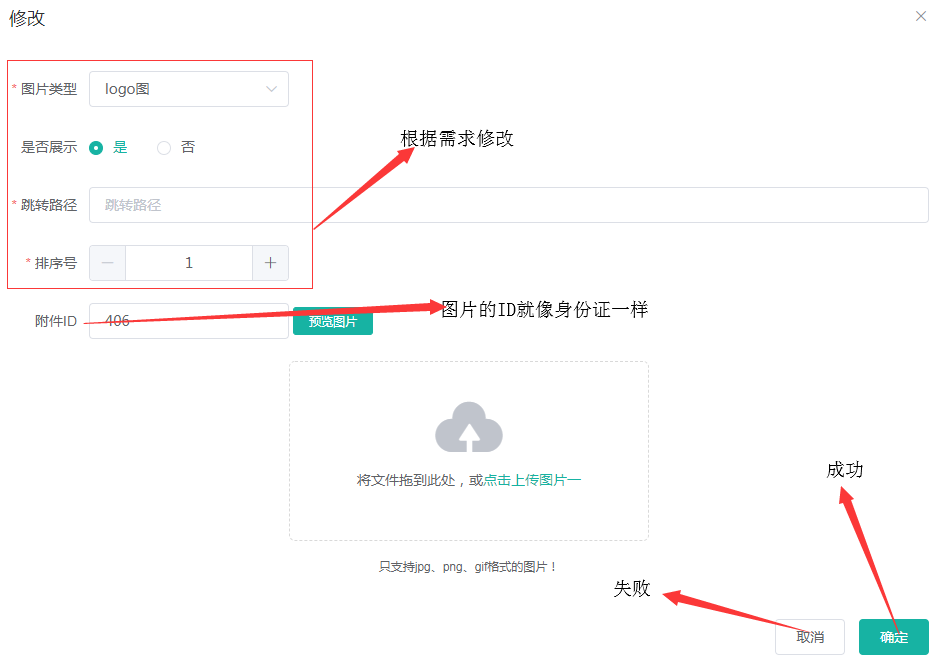 修改
* 图片类型 logo图
根据需求修改
是否展示 是 否
* 跳转路径 跳转路径
* 排序号 1
附件ID 406 预览图片 图片的ID就像身份证一样
将文件拖到此处，或点击上传图片一
只支持jpg、png、gif格式的图片！
成功
失败
取消 确定